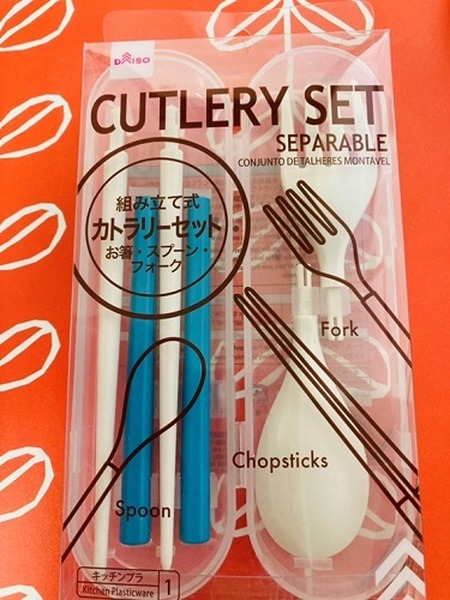 DAISO
CUTLERY SET
SEPARABLE
CONJUNTO DE TALHERES MONTÁVEL
組み立て式
カトラリーセット
お箸・スプーン・
フォーク
Fork
Chopsticks
Spoon
キッチンプラ
Kitchen Plasticware
1